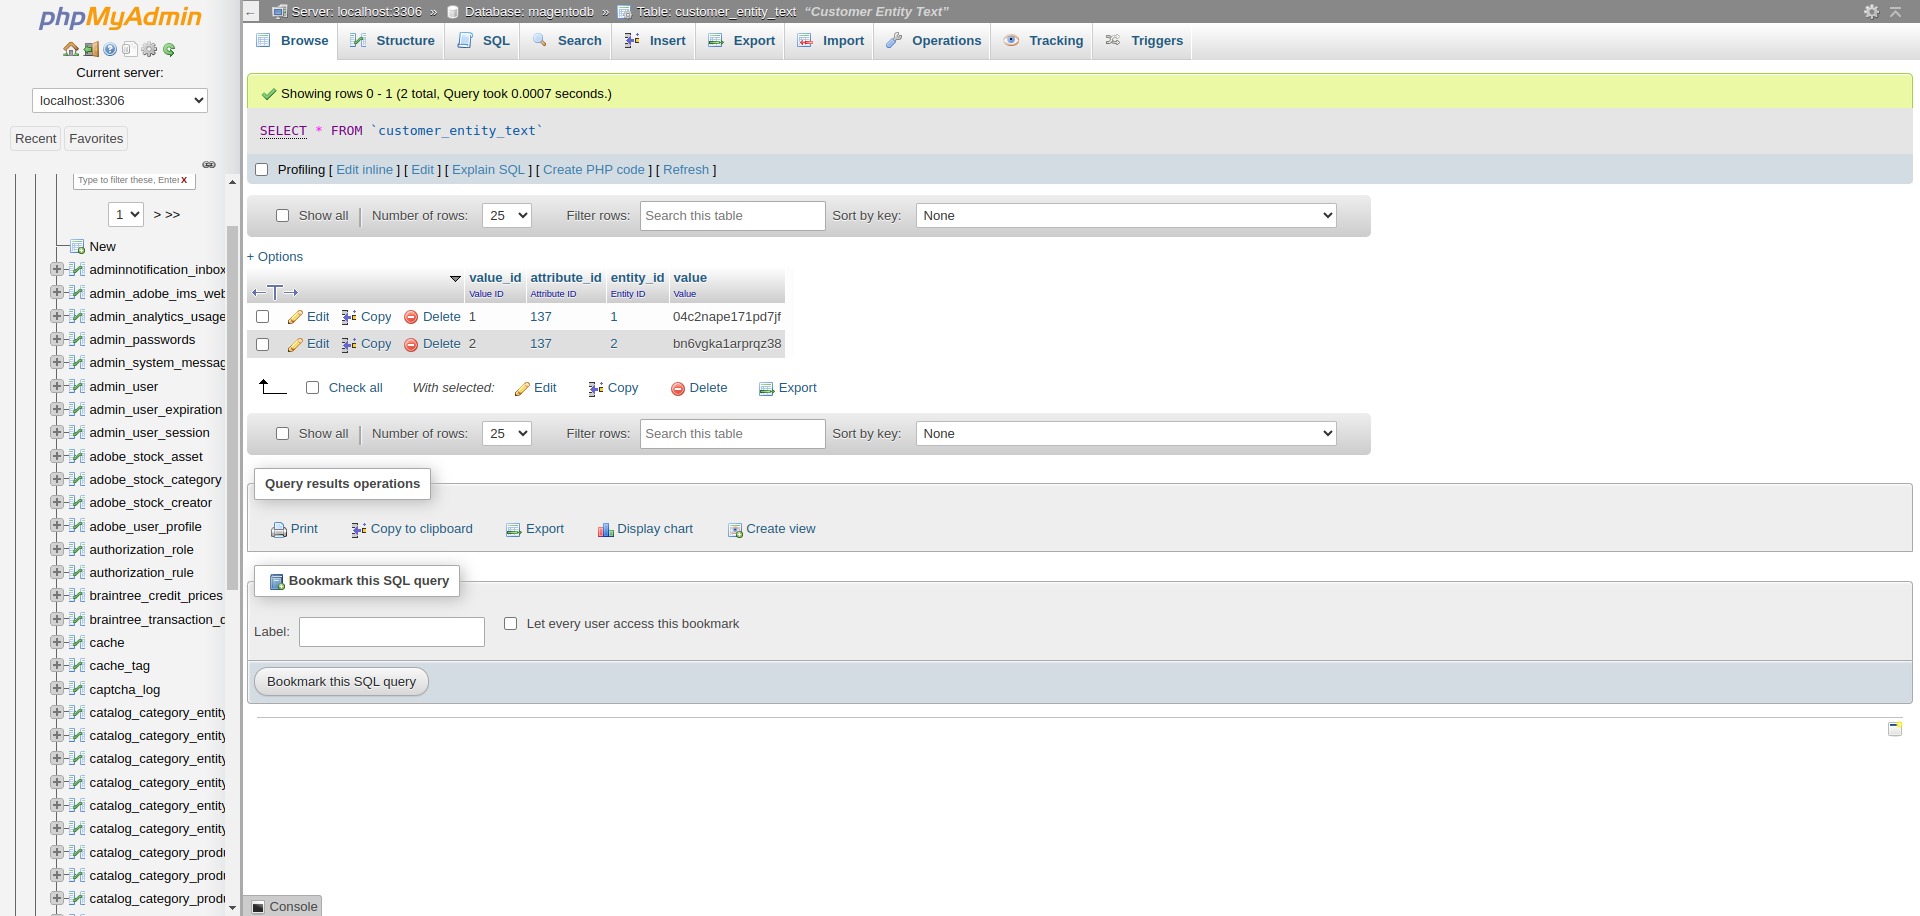 phpMyAdmin
Current server:
localhost:3306
Recent Favorites
Type to filter these, Enter X
1 > >>
New
adminnotification_inbox
admin_adobe_ims_web
admin_analytics_usage
admin_passwords
admin_system_messag
admin_user
admin_user_expiration
admin_user_session
adobe_stock_asset
adobe_stock_category
adobe_stock_creator
adobe_user_profile
authorization_role
authorization_rule
braintree_credit_prices
braintree_transaction_d
cache
cache_tag
captcha_log
catalog_category_entity
catalog_category_entity
catalog_category_entity
catalog_category_entity
catalog_category_entity
catalog_category_entity
catalog_category_produ
catalog_category_produ
catalog_category_produ
← Server: localhost:3306 » Database: magentodb » Table: customer_entity_text "Customer Entity Text"
Browse Structure SQL Search Insert Export Import Operations Tracking Triggers
Showing rows 0 - 1 (2 total, Query took 0.0007 seconds.)
SELECT * FROM `customer_entity_text`
Profiling [ Edit inline ] [ Edit ] [ Explain SQL ] [ Create PHP code ] [ Refresh ]
Show all | Number of rows: 25 Filter rows: Search this table Sort by key: None
+ Options
←T→ value_id attribute_id entity_id value
Value ID Attribute ID Entity ID Value
Edit Copy Delete 1 137 1 04c2nape171pd7jf
Edit Copy Delete 2 137 2 bn6vgka1arprqz38
Check all With selected: Edit Copy Delete Export
Show all | Number of rows: 25 Filter rows: Search this table Sort by key: None
Query results operations
Print Copy to clipboard Export Display chart Create view
Bookmark this SQL query
Label: Let every user access this bookmark
Bookmark this SQL query
Console